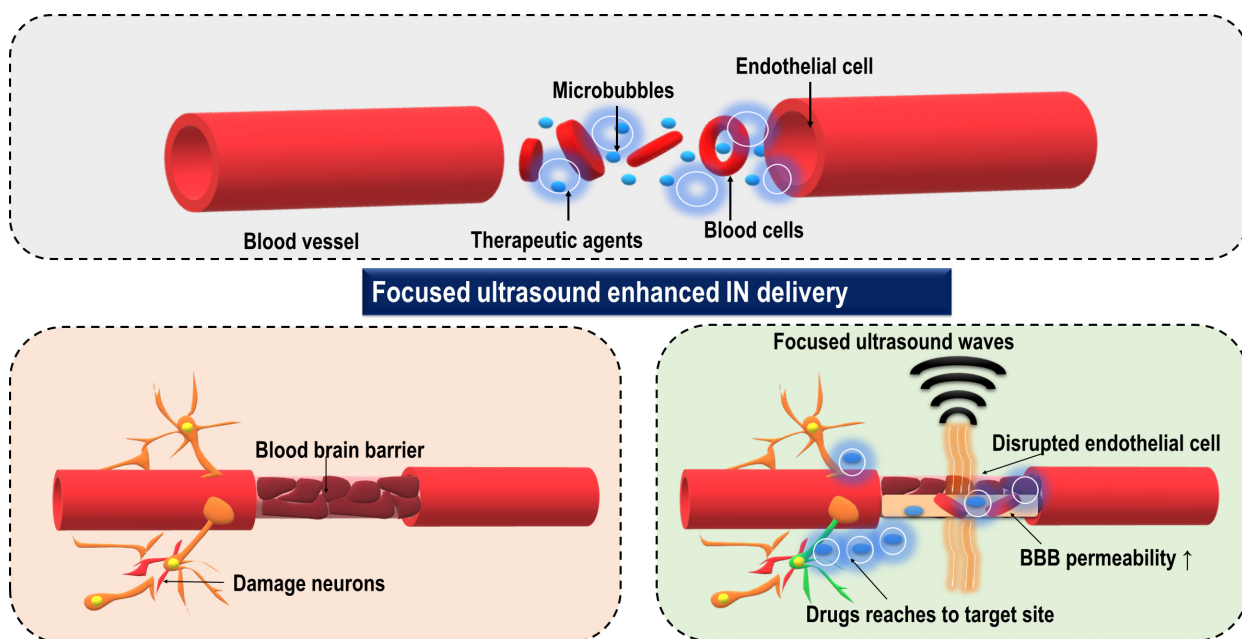 Endothelial cell
Microbubbles
Blood vessel
Therapeutic agents
Blood cells
Focused ultrasound enhanced IN delivery
Blood brain barrier
Damage neurons
Focused ultrasound waves
Disrupted endothelial cell
BBB permeability ↑
Drugs reaches to target site